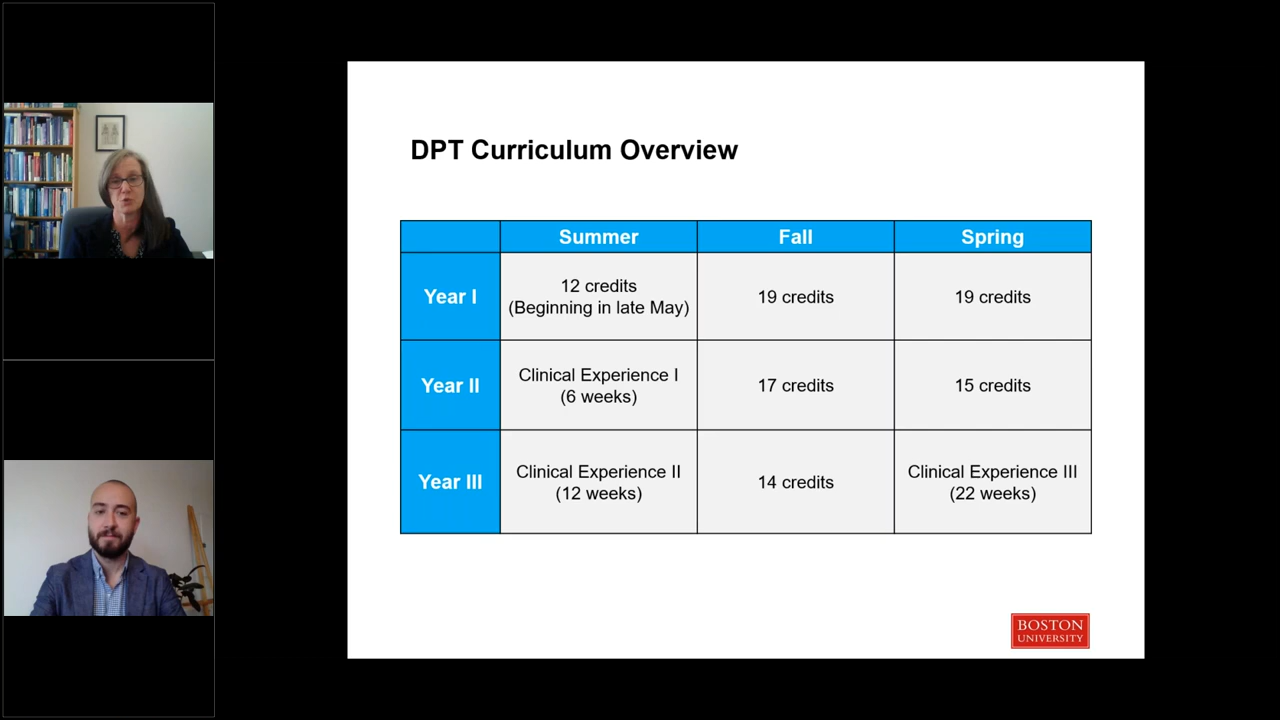 DPT Curriculum Overview
Summer Fall Spring
Year I
12 credits
(Beginning in late May)
19 credits
19 credits
Year II
Clinical Experience I
(6 weeks)
17 credits
15 credits
Year III
Clinical Experience II
(12 weeks)
14 credits
Clinical Experience III
(22 weeks)
BOSTON
UNIVERSITY